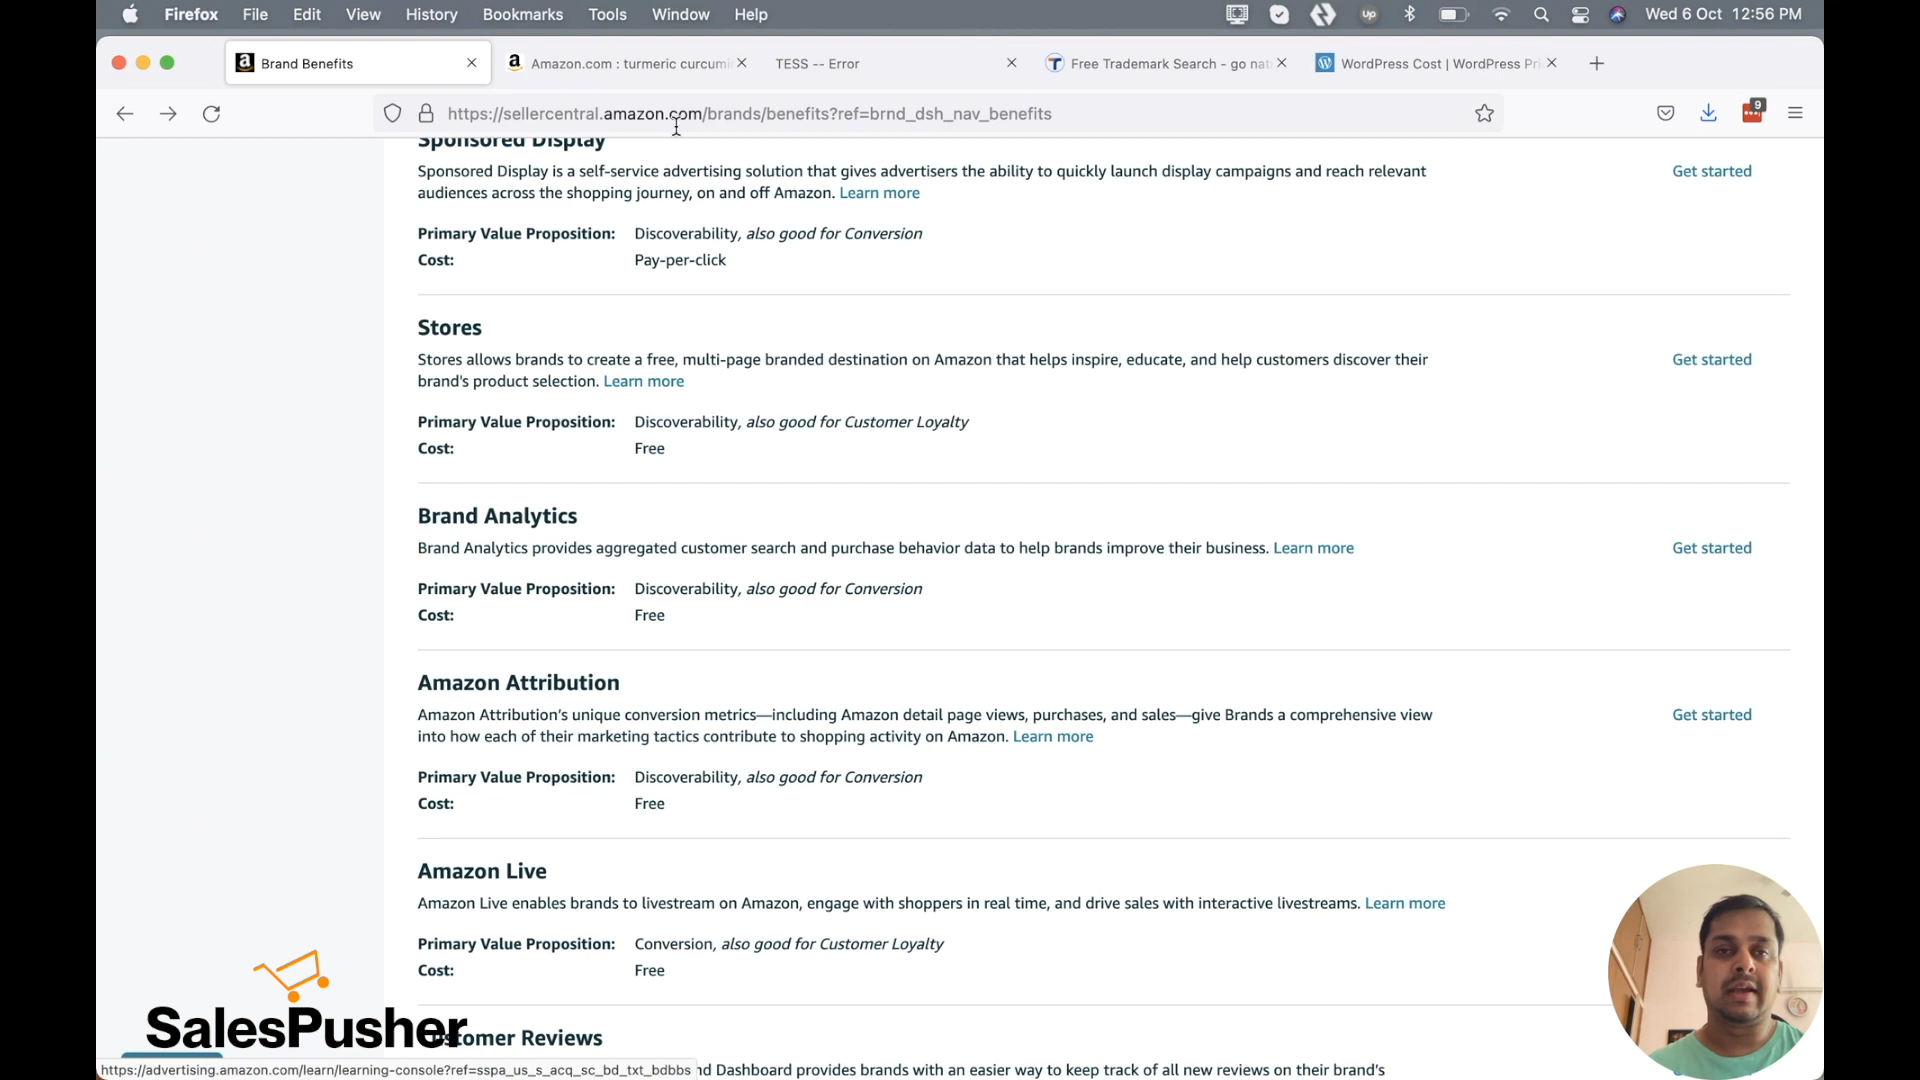 Firefox File Edit View History Bookmarks Tools Window Help
up
Wed 6 Oct 12:56 PM
Brand Benefits
Amazon.com : turmeric curcumi
TESS -- Error
Free Trademark Search - go nat
WordPress Cost | WordPress Pri
https://sellercentral.amazon.com/brands/benefits?ref=brnd_dsh_nav_benefits
9
Sponsored Display
Sponsored Display is a self-service advertising solution that gives advertisers the ability to quickly launch display campaigns and reach relevant
Get started
audiences across the shopping journey, on and off Amazon. Learn more
Primary Value Proposition: Discoverability, also good for Conversion
Cost: Pay-per-click
Stores
Stores allows brands to create a free, multi-page branded destination on Amazon that helps inspire, educate, and help customers discover their
Get started
brand's product selection. Learn more
Primary Value Proposition: Discoverability, also good for Customer Loyalty
Cost: Free
Brand Analytics
Brand Analytics provides aggregated customer search and purchase behavior data to help brands improve their business. Learn more
Get started
Primary Value Proposition: Discoverability, also good for Conversion
Cost: Free
Amazon Attribution
Amazon Attribution's unique conversion metrics—including Amazon detail page views, purchases, and sales—give Brands a comprehensive view
Get started
into how each of their marketing tactics contribute to shopping activity on Amazon. Learn more
Primary Value Proposition: Discoverability, also good for Conversion
Cost: Free
Amazon Live
Amazon Live enables brands to livestream on Amazon, engage with shoppers in real time, and drive sales with interactive livestreams. Learn more
Primary Value Proposition: Conversion, also good for Customer Loyalty
Cost: Free
SalesPusher
stomer Reviews
https://advertising.amazon.com/learn/learning-console?ref=sspa_us_s_acq_sc_bd_txt_bdbbs
nd Dashboard provides brands with an easier way to keep track of all new reviews on their brand's